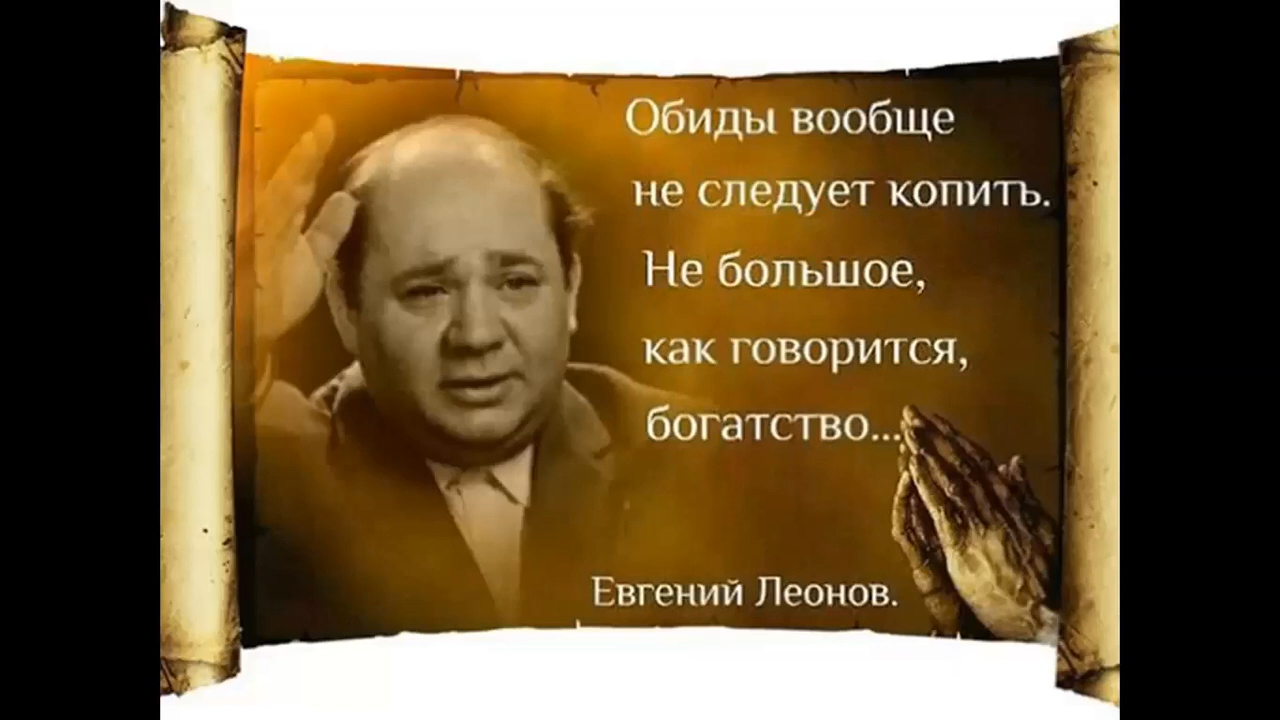 Обиды вообще
не следует копить.
Не большое,
как говорится,
богатство...
Евгений Леонов.